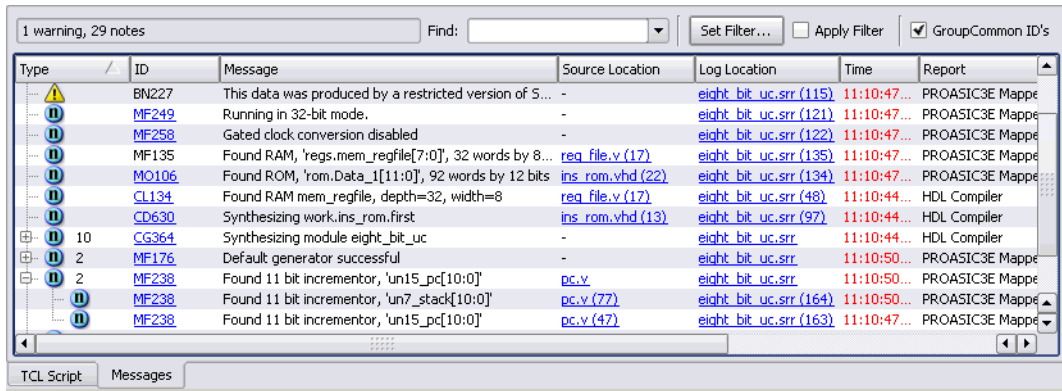 1 warning, 29 notes Find: Set Filter... Apply Filter GroupCommon ID's
Type ID Message Source Location Log Location Time Report
BN227 This data was produced by a restricted version of S... - eight_bit_uc.srr (115) 11:10:47... PROASIC3E Mappe
n MF249 Running in 32-bit mode. - eight_bit_uc.srr (121) 11:10:47... PROASIC3E Mappe
n MF258 Gated clock conversion disabled - eight_bit_uc.srr (122) 11:10:47... PROASIC3E Mappe
n MF135 Found RAM, 'regs.mem_regfile[7:0]', 32 words by 8... reg_file.v (17) eight_bit_uc.srr (135) 11:10:47... PROASIC3E Mappe
n MO106 Found ROM, 'rom.Data_1[11:0]', 92 words by 12 bits ins_rom.vhd (22) eight_bit_uc.srr (134) 11:10:47... PROASIC3E Mappe
n CL134 Found RAM mem_regfile, depth=32, width=8 reg_file.v (17) eight_bit_uc.srr (48) 11:10:44... HDL Compiler
n CD630 Synthesizing work.ins_rom.first ins_rom.vhd (13) eight_bit_uc.srr (97) 11:10:44... HDL Compiler
n 10 CG364 Synthesizing module eight_bit_uc - eight_bit_uc.srr 11:10:44... HDL Compiler
n 2 MF176 Default generator successful - eight_bit_uc.srr 11:10:50... PROASIC3E Mappe
n 2 MF238 Found 11 bit incrementor, 'un15_pc[10:0]' pc.v eight_bit_uc.srr 11:10:50... PROASIC3E Mappe
n MF238 Found 11 bit incrementor, 'un7_stack[10:0]' pc.v (77) eight_bit_uc.srr (164) 11:10:50... PROASIC3E Mappe
n MF238 Found 11 bit incrementor, 'un15_pc[10:0]' pc.v (47) eight_bit_uc.srr (163) 11:10:47... PROASIC3E Mappe
TCL Script Messages